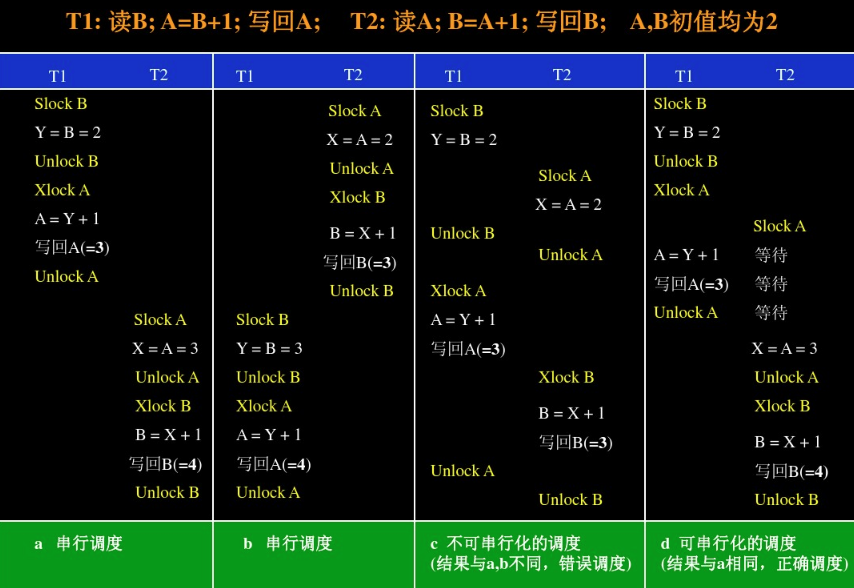 T1: 读B; A=B+1; 写回A; T2: 读A; B=A+1; 写回B; A,B初值均为2
T1 T2 T1 T2 T1 T2 T1 T2
Slock B
Y = B = 2
Unlock B
Xlock A
A = Y + 1
写回A(=3)
Unlock A
Slock A
X = A = 3
Unlock A
Xlock B
B = X + 1
写回B(=4)
Unlock B
a 串行调度
Slock A
X = A = 2
Unlock A
Xlock B
B = X + 1
写回B(=3)
Unlock B
Slock B
Y = B = 3
Unlock B
Xlock A
A = Y + 1
写回A(=4)
Unlock A
b 串行调度
Slock B
Y = B = 2
Slock A
X = A = 2
Unlock B
Unlock A
Xlock A
A = Y + 1
写回A(=3)
Xlock B
B = X + 1
写回B(=3)
Unlock A
Unlock B
c 不可串行化的调度
(结果与a,b不同，错误调度)
Slock B
Y = B = 2
Unlock B
Xlock A
Slock A
A = Y + 1 等待
写回A(=3) 等待
Unlock A 等待
X = A = 3
Unlock A
Xlock B
B = X + 1
写回B(=4)
Unlock B
d 可串行化的调度
(结果与a相同，正确调度)